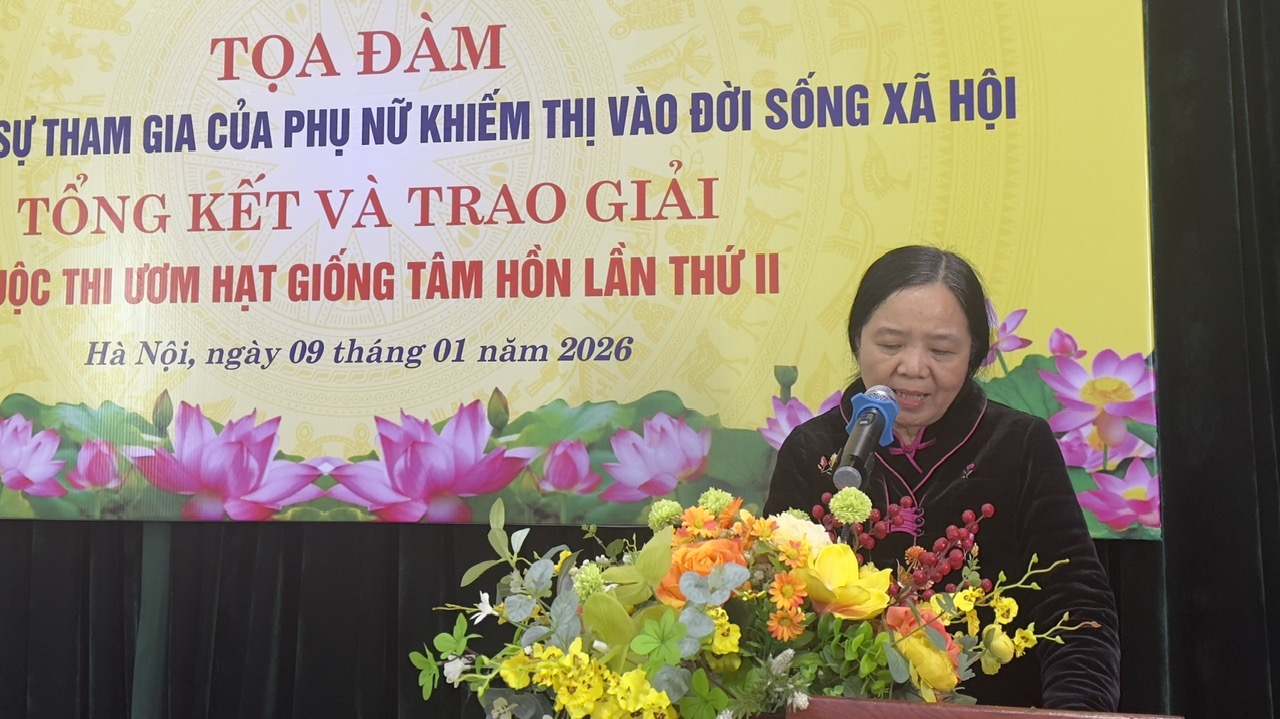 TỌA ĐÀM
SỰ THAM GIA CỦA PHỤ NỮ KHIẾM THỊ VÀO ĐỜI SỐNG XÃ HỘI
TỔNG KẾT VÀ TRAO GIẢI
THI ƯƠM HẠT GIỐNG TÂM HỒN LẦN THỨ II
Hà Nội, ngày 09 tháng 01 năm 2026